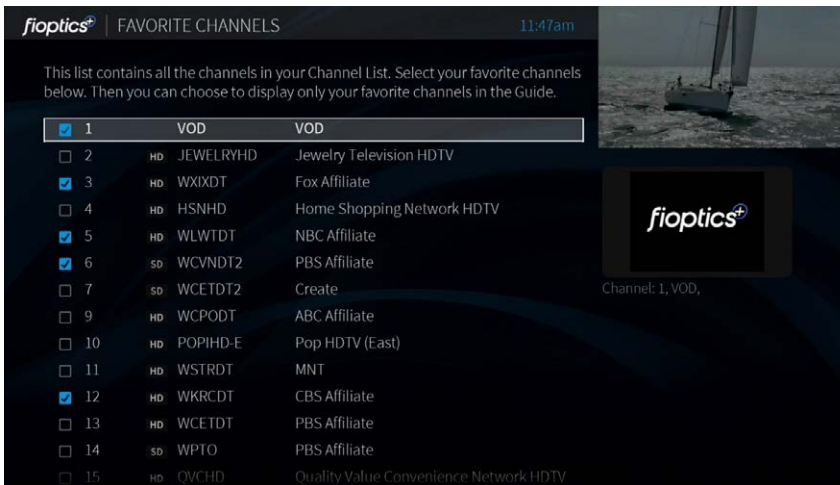 fioptics+ | FAVORITE CHANNELS 11:47am
This list contains all the channels in your Channel List. Select your favorite channels
below. Then you can choose to display only your favorite channels in the Guide.
1 VOD VOD
2 HD JEWELRYHD Jewelry Television HDTV
3 HD WXIXDT Fox Affiliate
4 HD HSNHD Home Shopping Network HDTV
5 HD WLWTDT NBC Affiliate
6 SD WCVNDT2 PBS Affiliate
7 SD WCETDT2 Create
9 HD WCPODT ABC Affiliate
10 HD POPIHD-E Pop HDTV (East)
11 HD WSTRDT MNT
12 HD WKRCDT CBS Affiliate
13 HD WCETDT PBS Affiliate
14 SD WPTO PBS Affiliate
15 HD QVCHD Quality Value Convenience Network HDTV
fioptics+
Channel: 1, VOD,